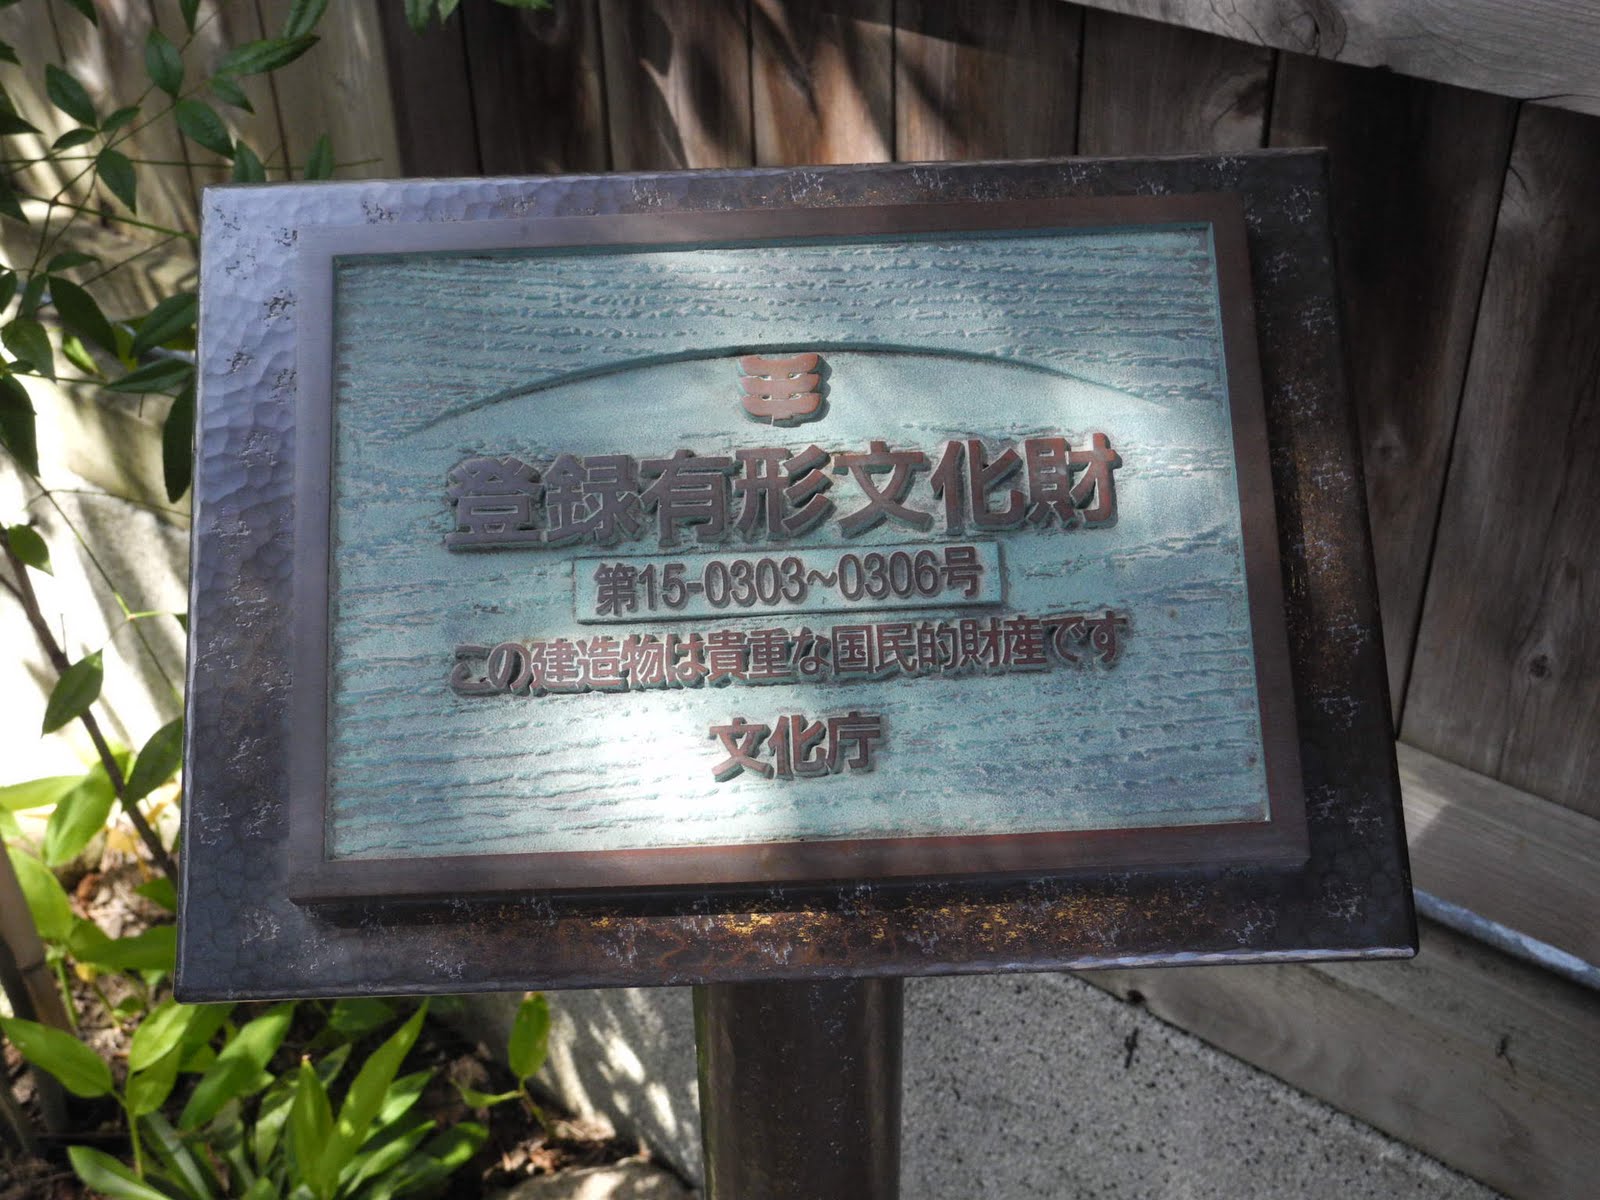 登録有形文化財
第15-0303～0306号
この建造物は貴重な国民的財産です
文化庁